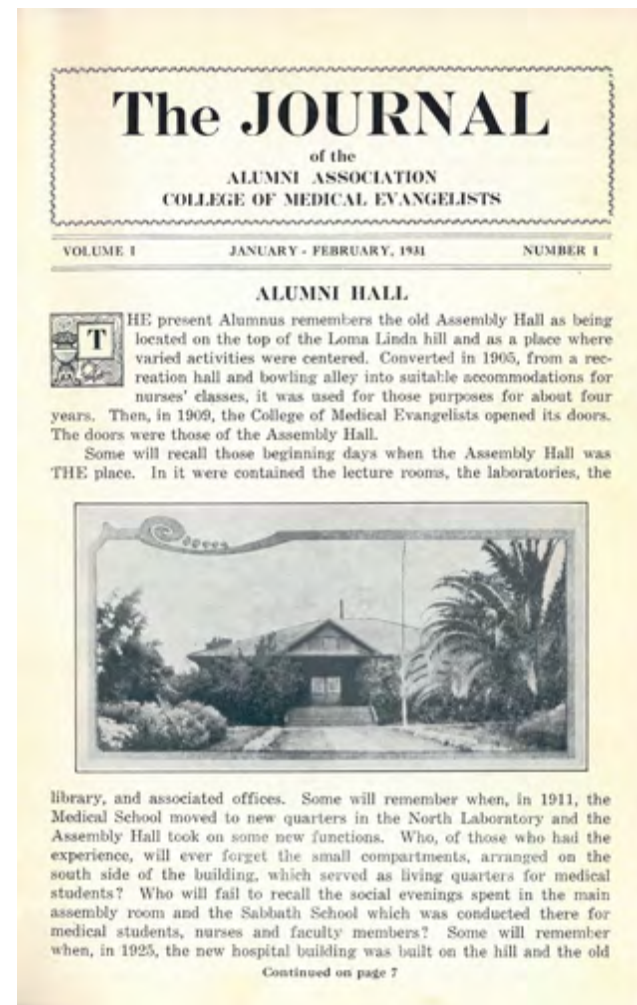 The JOURNAL
of the
ALUMNI ASSOCIATION
COLLEGE OF MEDICAL EVANGELISTS
VOLUME I
JANUARY - FEBRUARY, 1931
NUMBER 1
ALUMNI HALL
THE present Alumnus remembers the old Assembly Hall as being
located on the top of the Loma Linda hill and as a place where
varied activities were centered. Converted in 1905, from a rec-
reation hall and bowling alley into suitable accommodations for
nurses' classes, it was used for those purposes for about four
years. Then, in 1909, the College of Medical Evangelists opened its doors.
The doors were those of the Assembly Hall.
Some will recall those beginning days when the Assembly Hall was
THE place. In it were contained the lecture rooms, the laboratories, the
library, and associated offices. Some will remember when, in 1911, the
Medical School moved to new quarters in the North Laboratory and the
Assembly Hall took on some new functions. Who, of those who had the
experience, will ever forget the small compartments, arranged on the
south side of the building, which served as living quarters for medical
students? Who will fail to recall the social evenings spent in the main
assembly room and the Sabbath School which was conducted there for
medical students, nurses and faculty members? Some will remember
when, in 1925, the new hospital building was built on the hill and the old
Continued on page 7